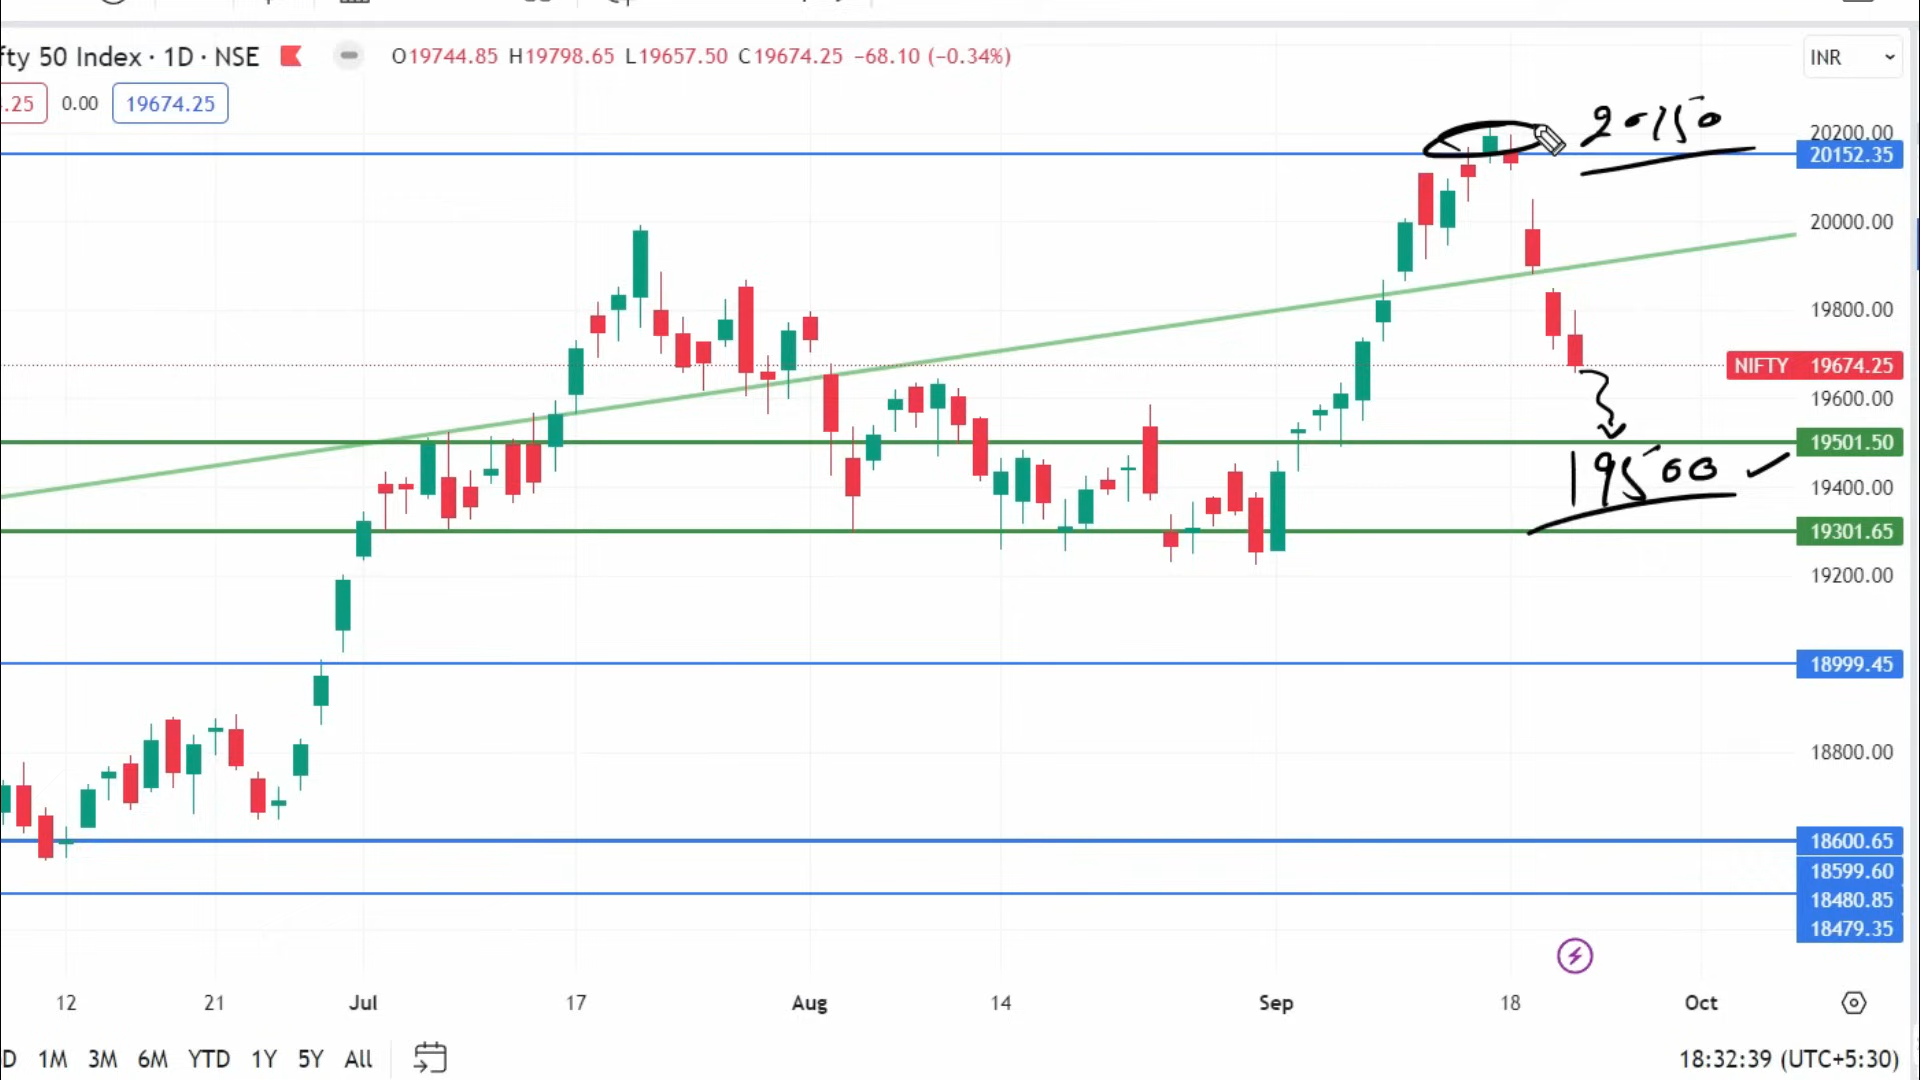 fty 50 Index · 1D · NSE O19744.85 H19798.65 L19657.50 C19674.25 −68.10 (−0.34%)
INR
.25 0.00 19674.25
20150
20200.00
20152.35
20000.00
19800.00
NIFTY 19674.25
19600.00
19501.50
19500
19400.00
19301.65
19200.00
18999.45
18800.00
18600.65
18599.60
18480.85
18479.35
12 21 Jul 17 Aug 14 Sep 18 Oct
D 1M 3M 6M YTD 1Y 5Y All 18:32:39 (UTC+5:30)